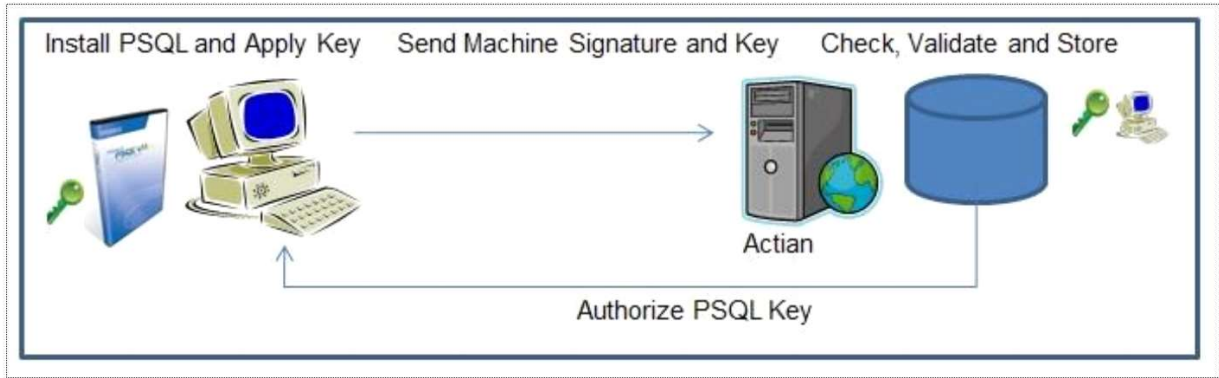 Install PSQL and Apply Key
Send Machine Signature and Key
Check, Validate and Store
Actian
Authorize PSQL Key